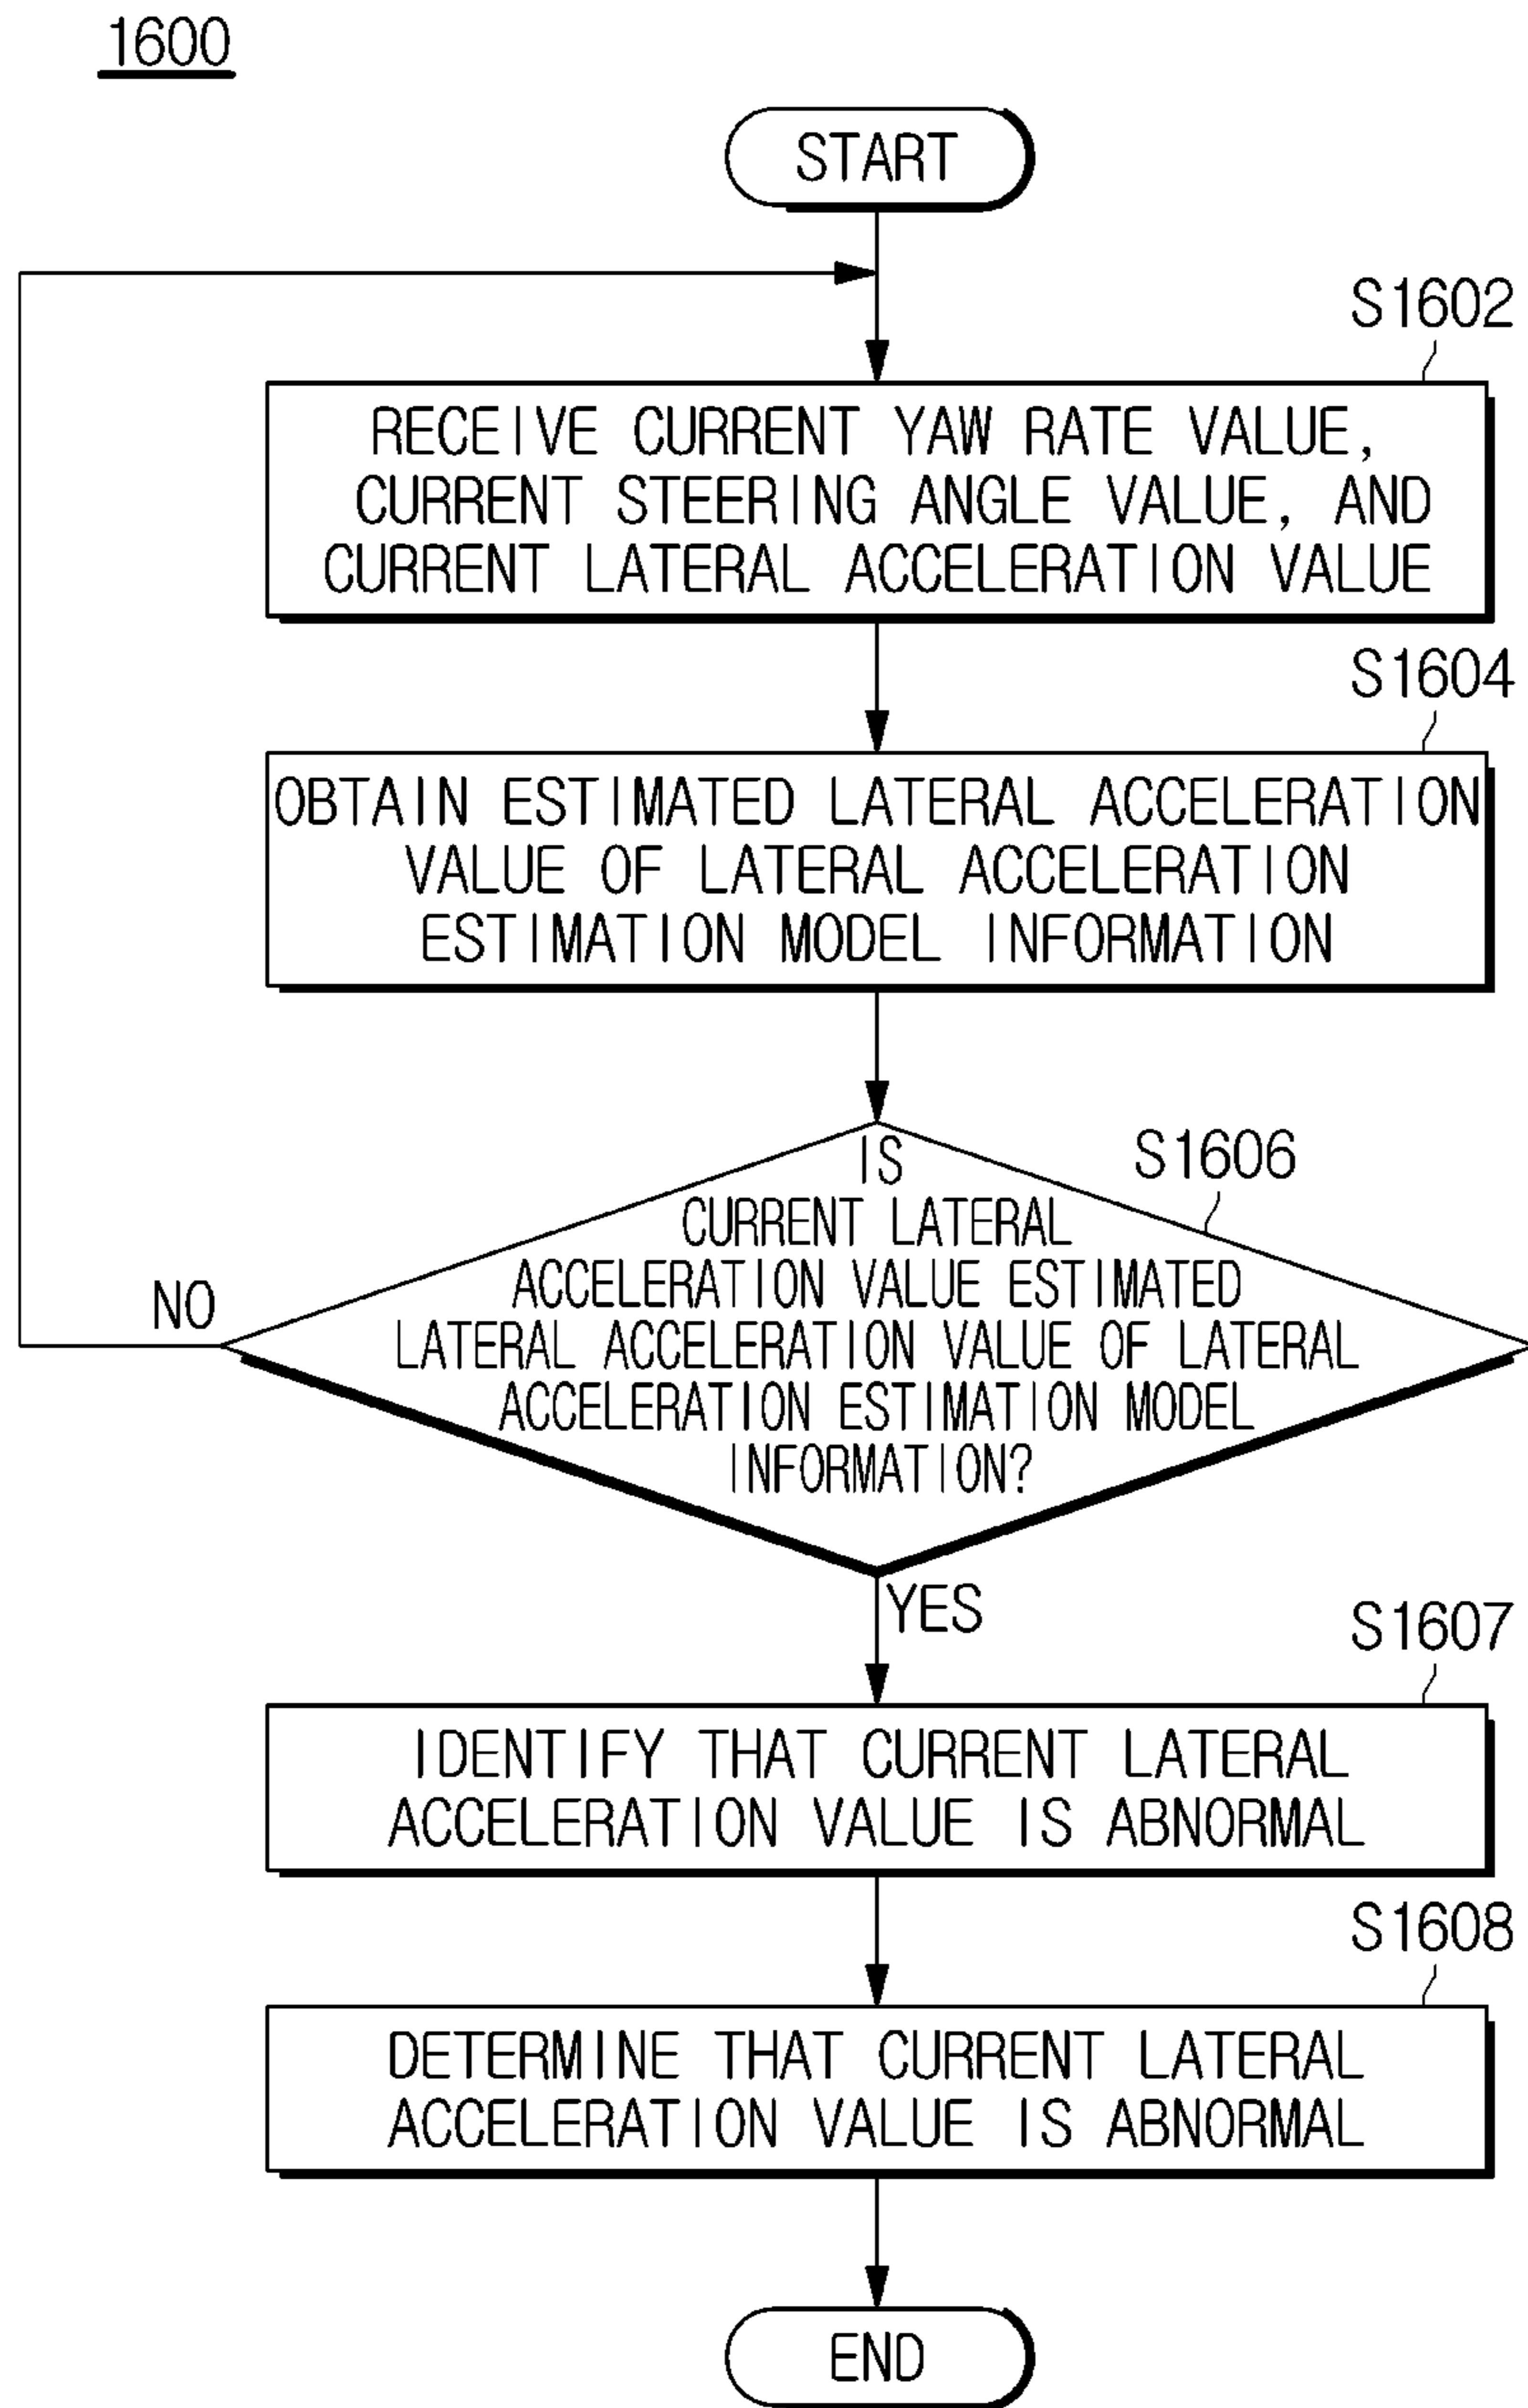 1600
START
S1602
RECEIVE CURRENT YAW RATE VALUE,
CURRENT STEERING ANGLE VALUE, AND
CURRENT LATERAL ACCELERATION VALUE
S1604
OBTAIN ESTIMATED LATERAL ACCELERATION
VALUE OF LATERAL ACCELERATION
ESTIMATION MODEL INFORMATION
IS
S1606
CURRENT LATERAL
ACCELERATION VALUE ESTIMATED
NO
LATERAL ACCELERATION VALUE OF LATERAL
ACCELERATION ESTIMATION MODEL
INFORMATION?
YES
S1607
IDENTIFY THAT CURRENT LATERAL
ACCELERATION VALUE IS ABNORMAL
S1608
DETERMINE THAT CURRENT LATERAL
ACCELERATION VALUE IS ABNORMAL
END